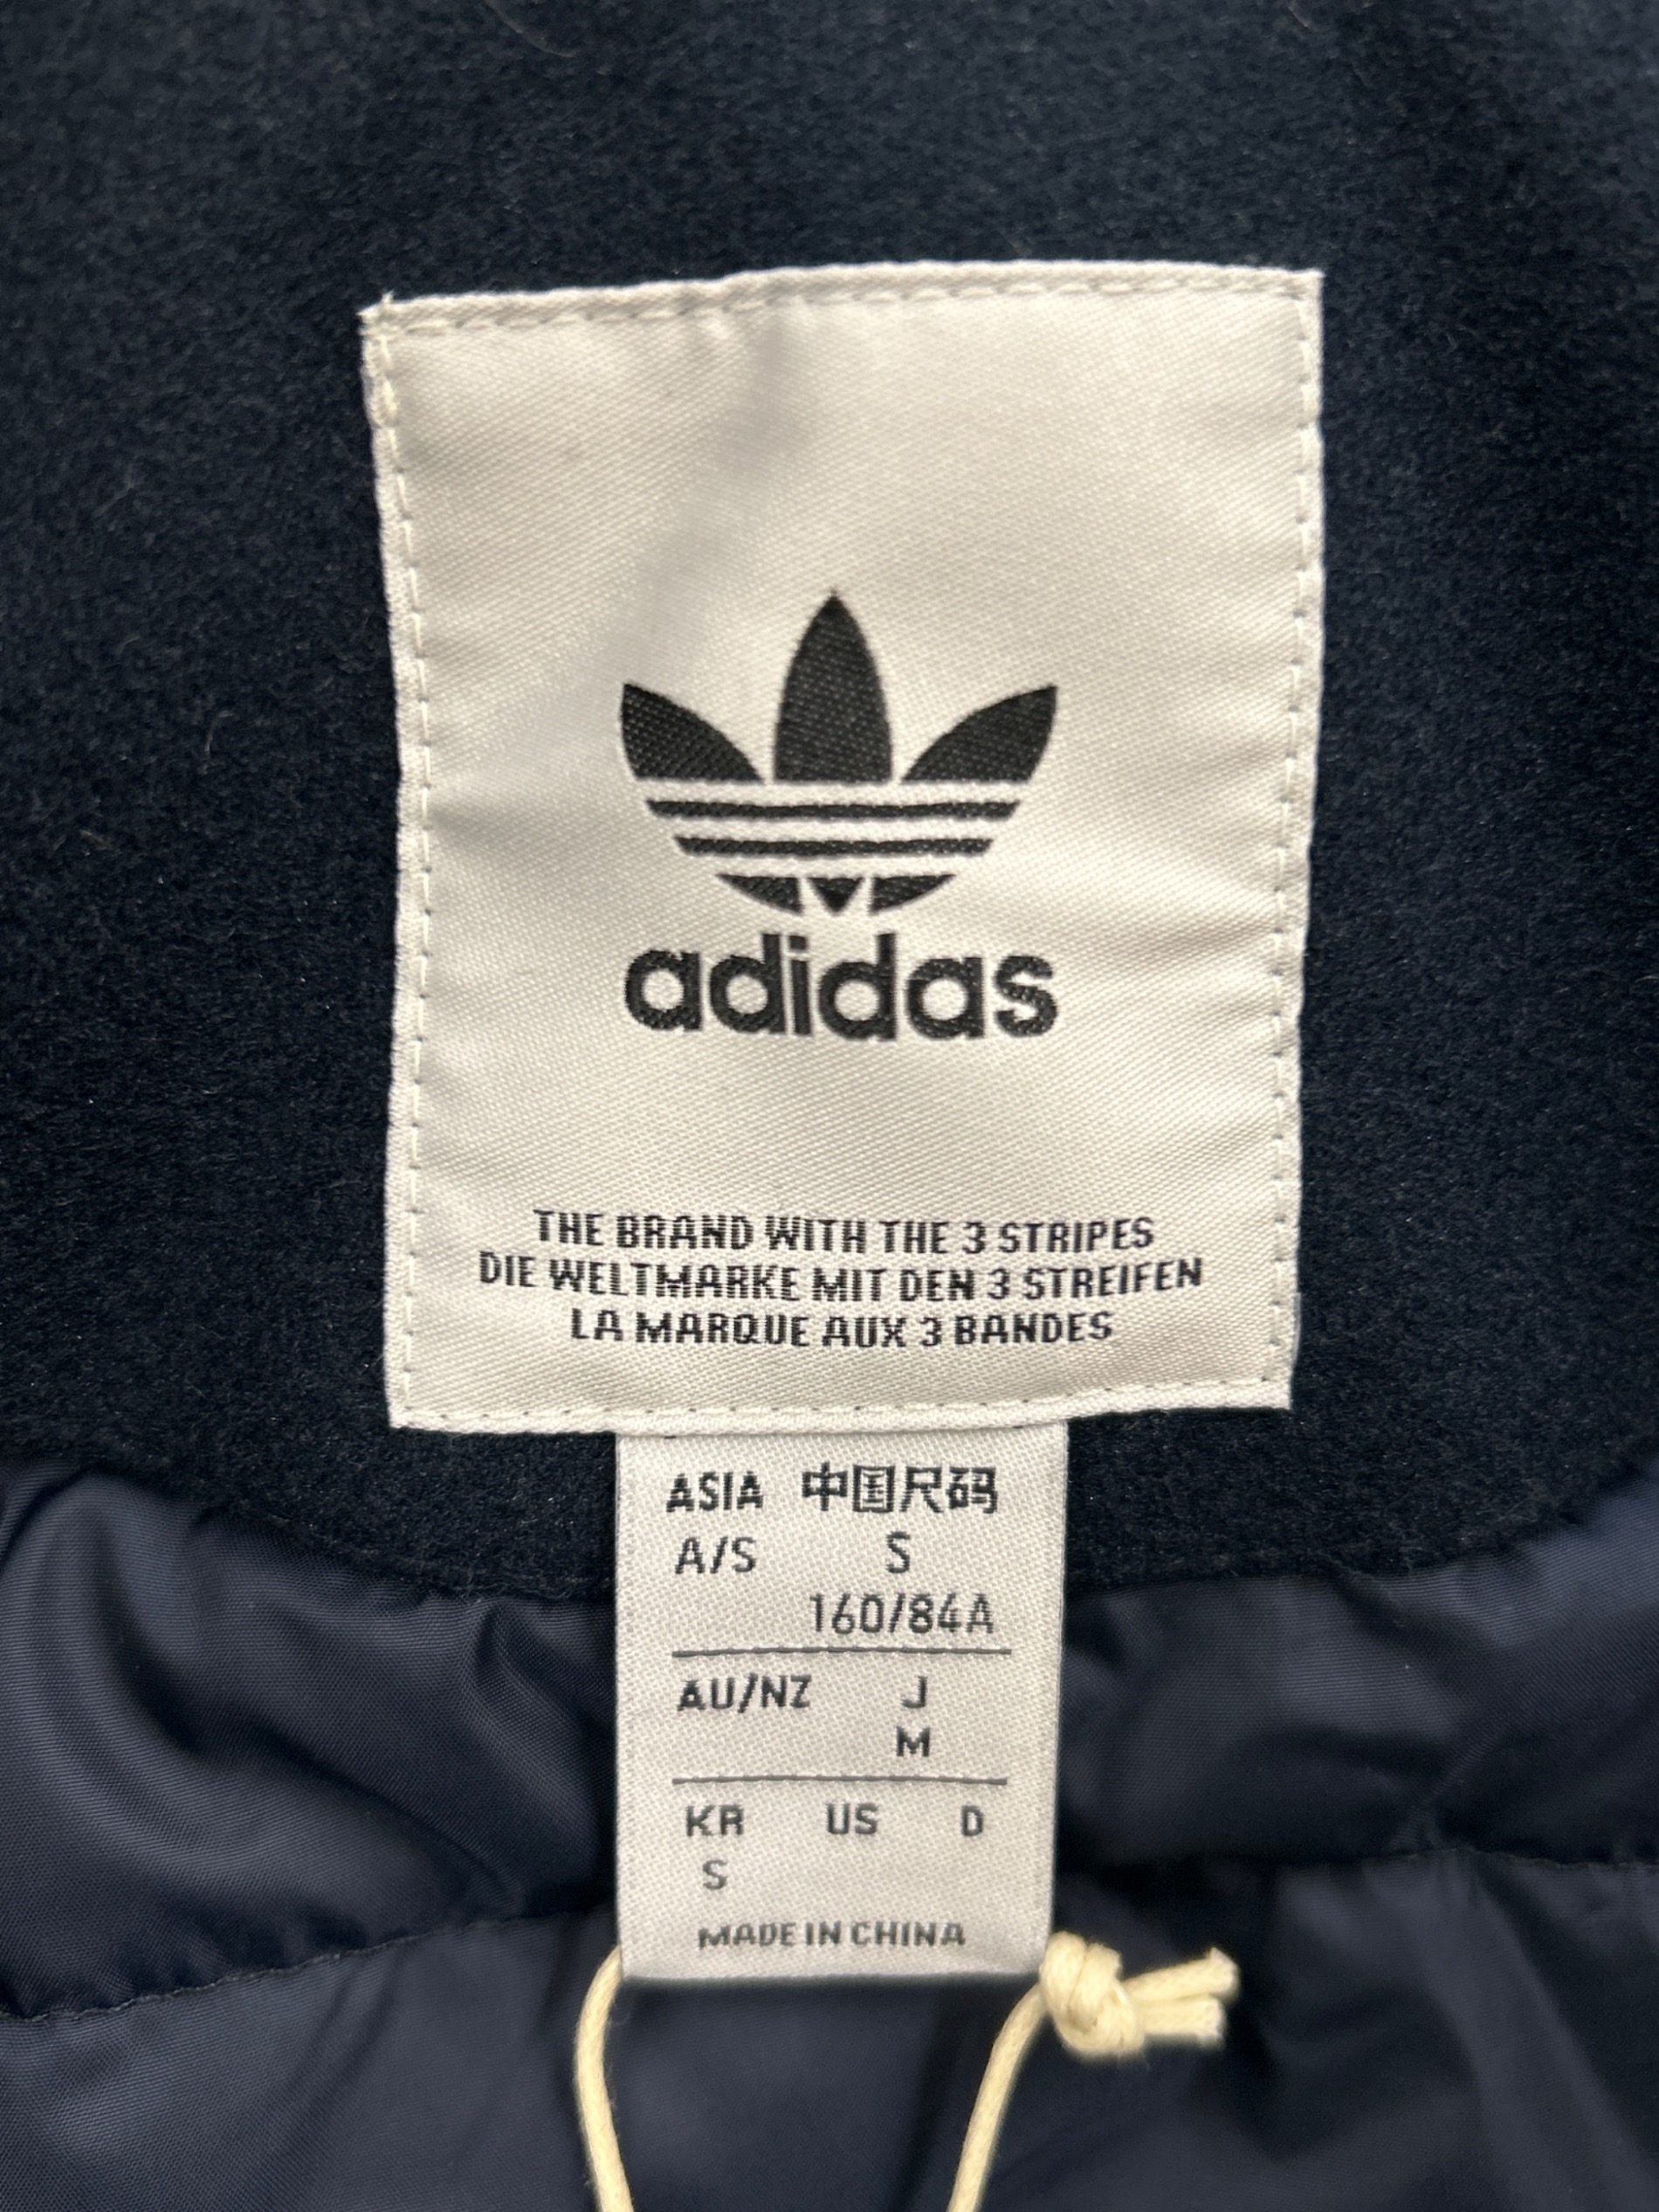 adidas
THE BRAND WITH THE 3 STRIPES
DIE WELTMARKE MIT DEN 3 STREIFEN
LA MARQUE AUX 3 BANDES
ASIA 中国尺码
A/S S
160/84A
AU/NZ J
M
KR US D
S
MADE IN CHINA